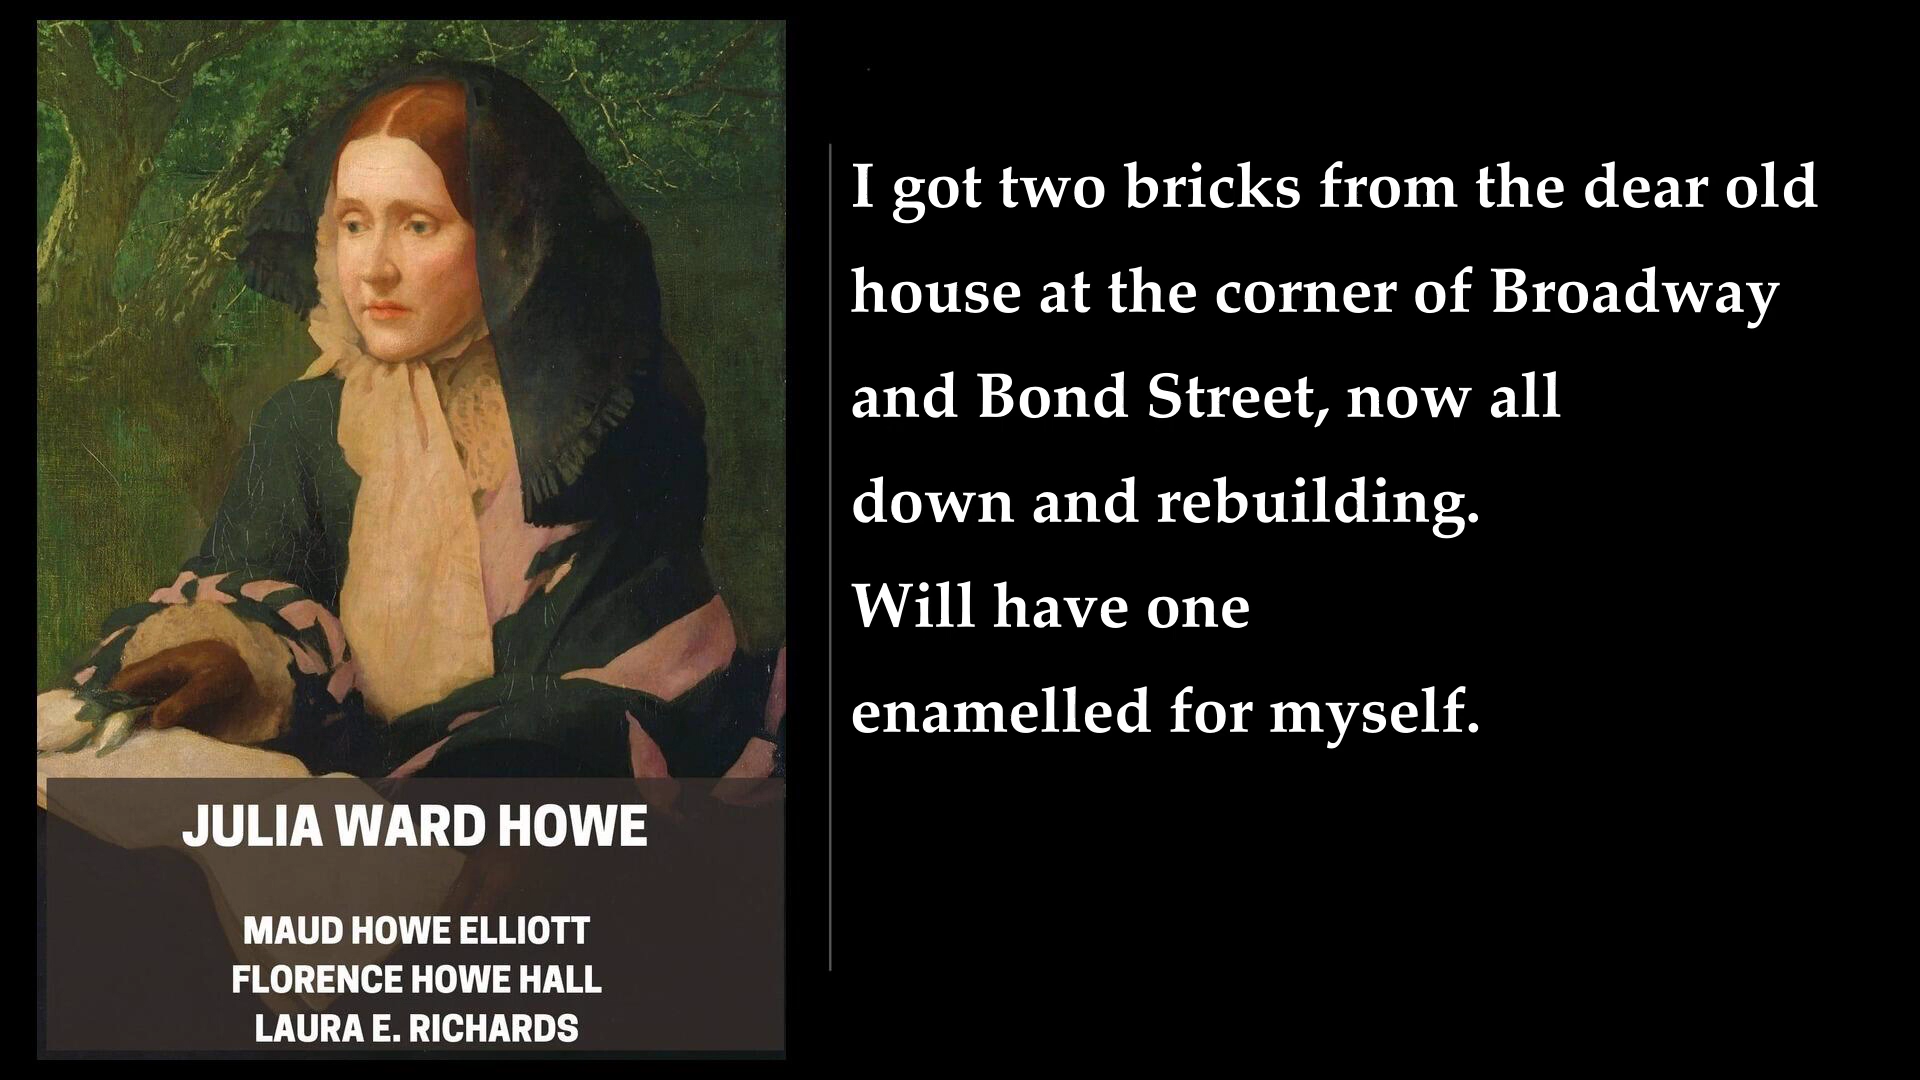 JULIA WARD HOWE
MAUD HOWE ELLIOTT
FLORENCE HOWE HALL
LAURA E. RICHARDS
I got two bricks from the dear old
house at the corner of Broadway
and Bond Street, now all
down and rebuilding.
Will have one
enamelled for myself.